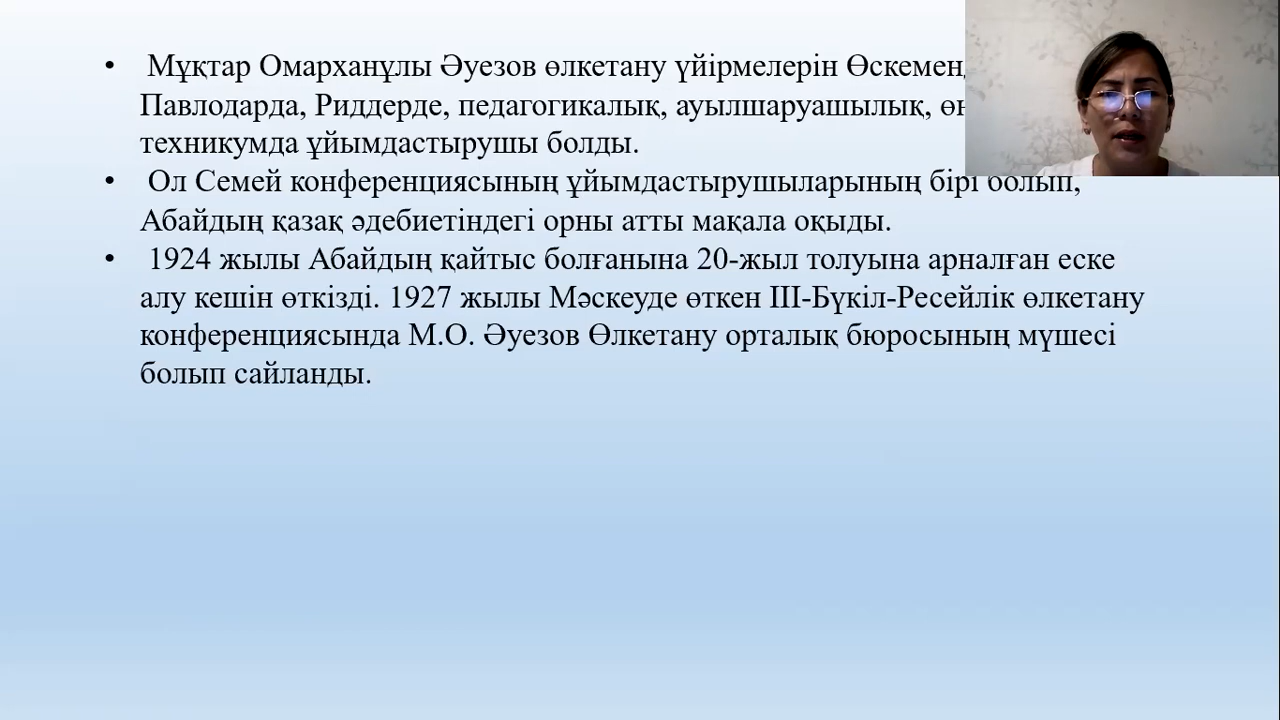 • Мұқтар Омарханұлы Әуезов өлкетану үйірмелерін
Павлодарда, Риддерде, педагогикалық, ауылшаруашылық,
техникумда ұйымдастырушы болды.
• Ол Семей конференциясының ұйымдастырушыларының бірі болып,
Абайдың қазақ әдебиетіндегі орны атты мақала оқыды.
• 1924 жылы Абайдың қайтыс болғанына 20-жыл толуына арналған еске
алу кешін өткізді. 1927 жылы Мәскеуде өткен III-Бүкіл-Ресейлік өлкетану
конференциясында М.О. Әуезов Өлкетану орталық бюросының мүшесі
болып сайланды.